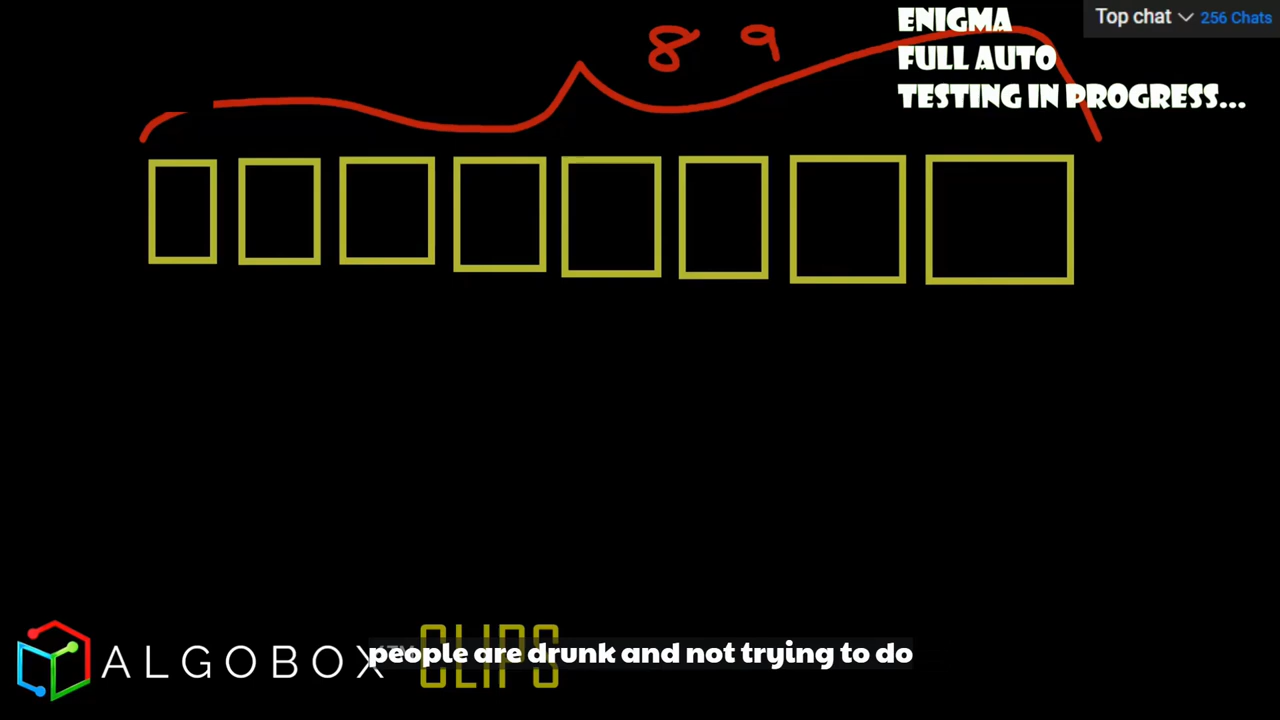 Top chat 256 Chats
ENIGMA
FULL AUTO
TESTING IN PROGRESS...
8 9
ALGOBOX CLIPS
people are drunk and not trying to do